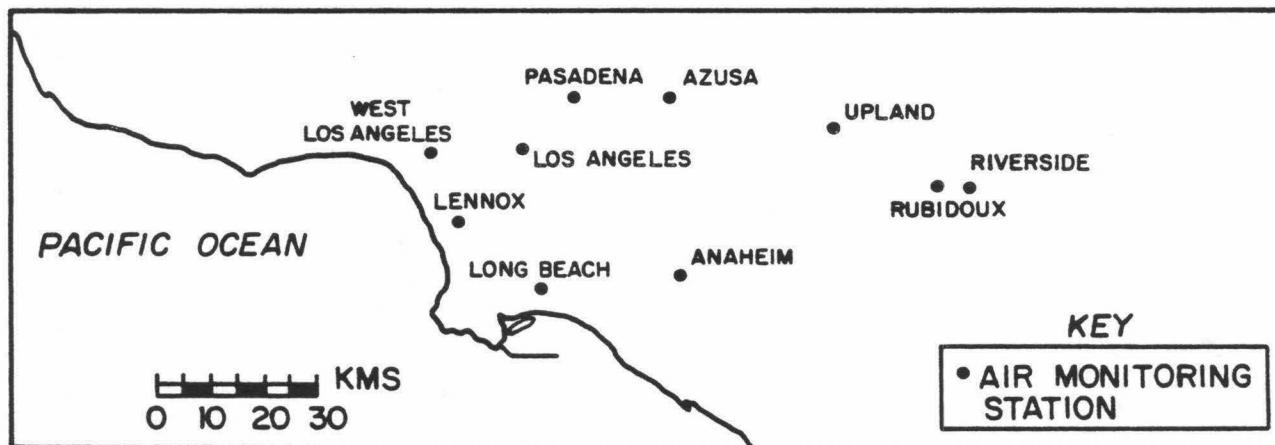 PASADENA
AZUSA
WEST
LOS ANGELES
UPLAND
LOS ANGELES
RIVERSIDE
RUBIDOUX
LENNOX
PACIFIC OCEAN
ANAHEIM
LONG BEACH
KEY
AIR MONITORING
STATION
KMS
0 10 20 30